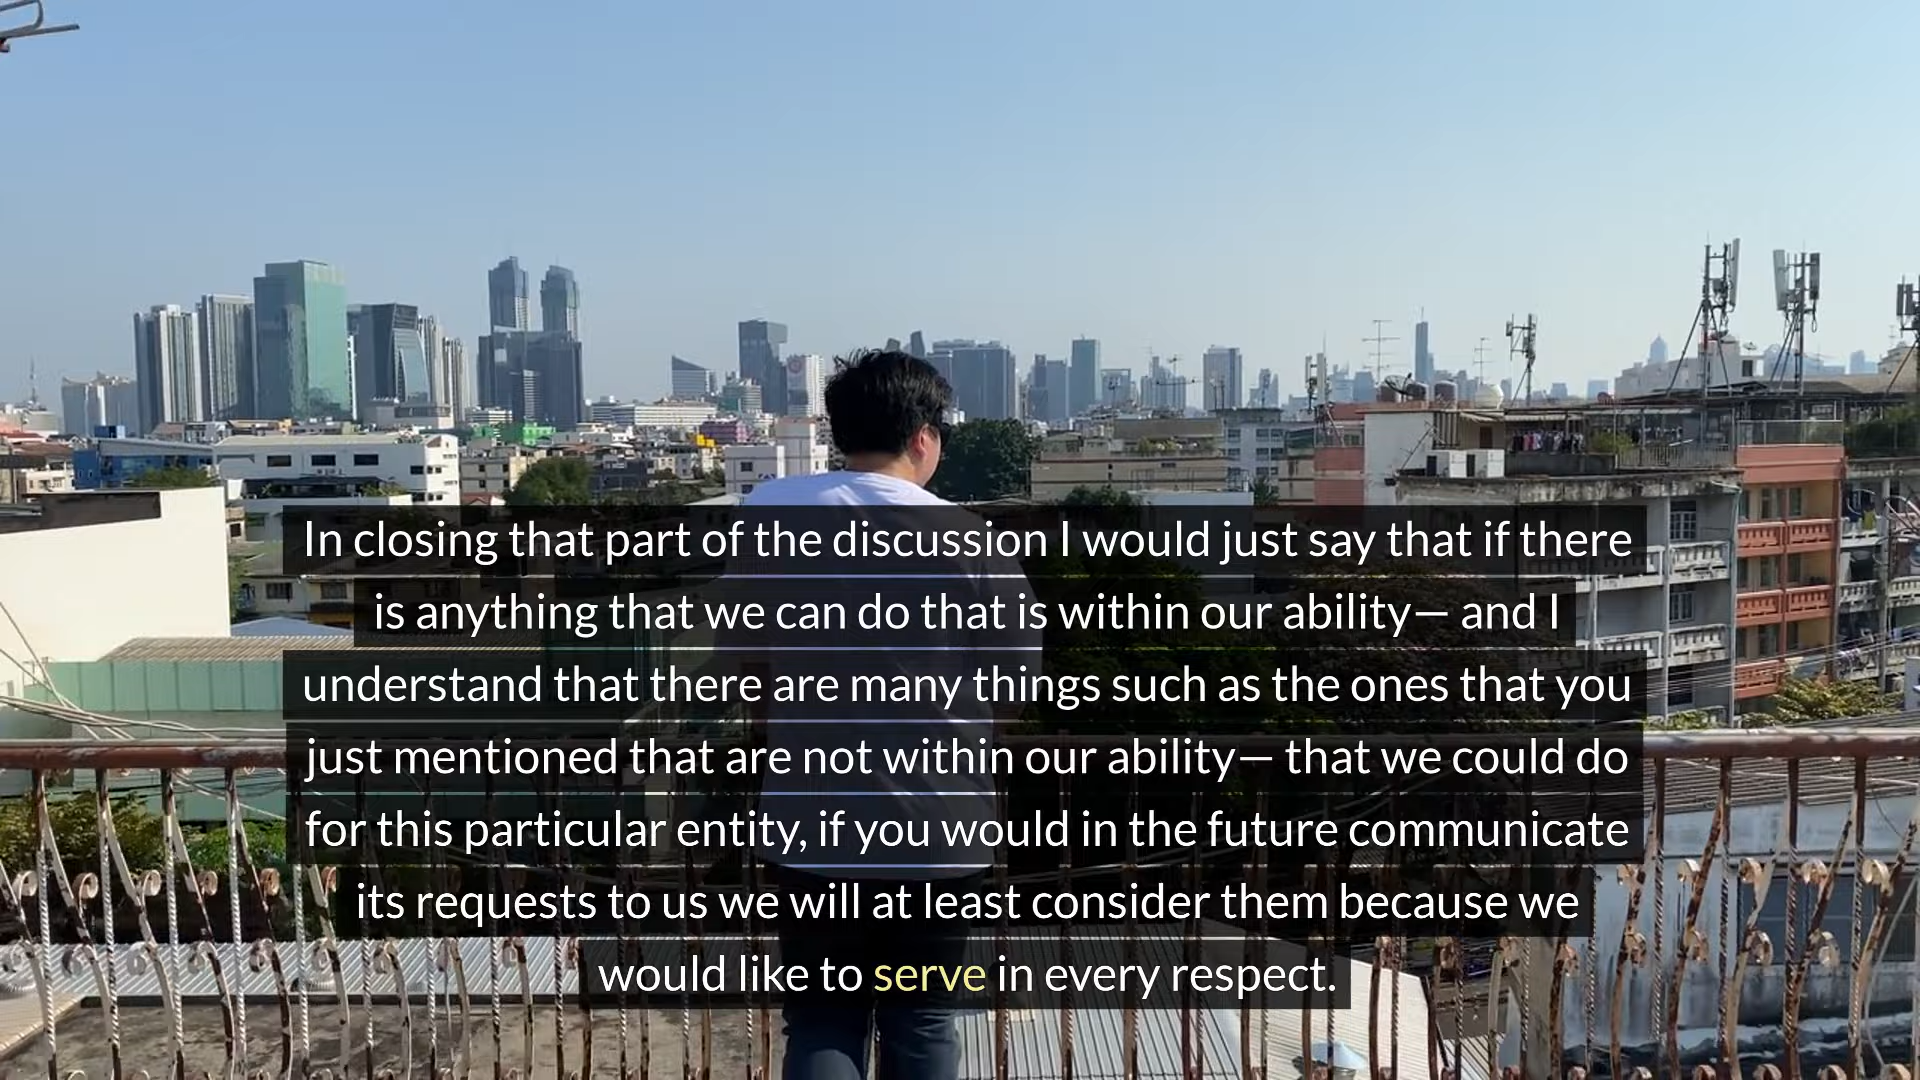 In closing that part of the discussion I would just say that if there
is anything that we can do that is within our ability— and I
understand that there are many things such as the ones that you
just mentioned that are not within our ability— that we could do
for this particular entity, if you would in the future communicate
its requests to us we will at least consider them because we
would like to serve in every respect.